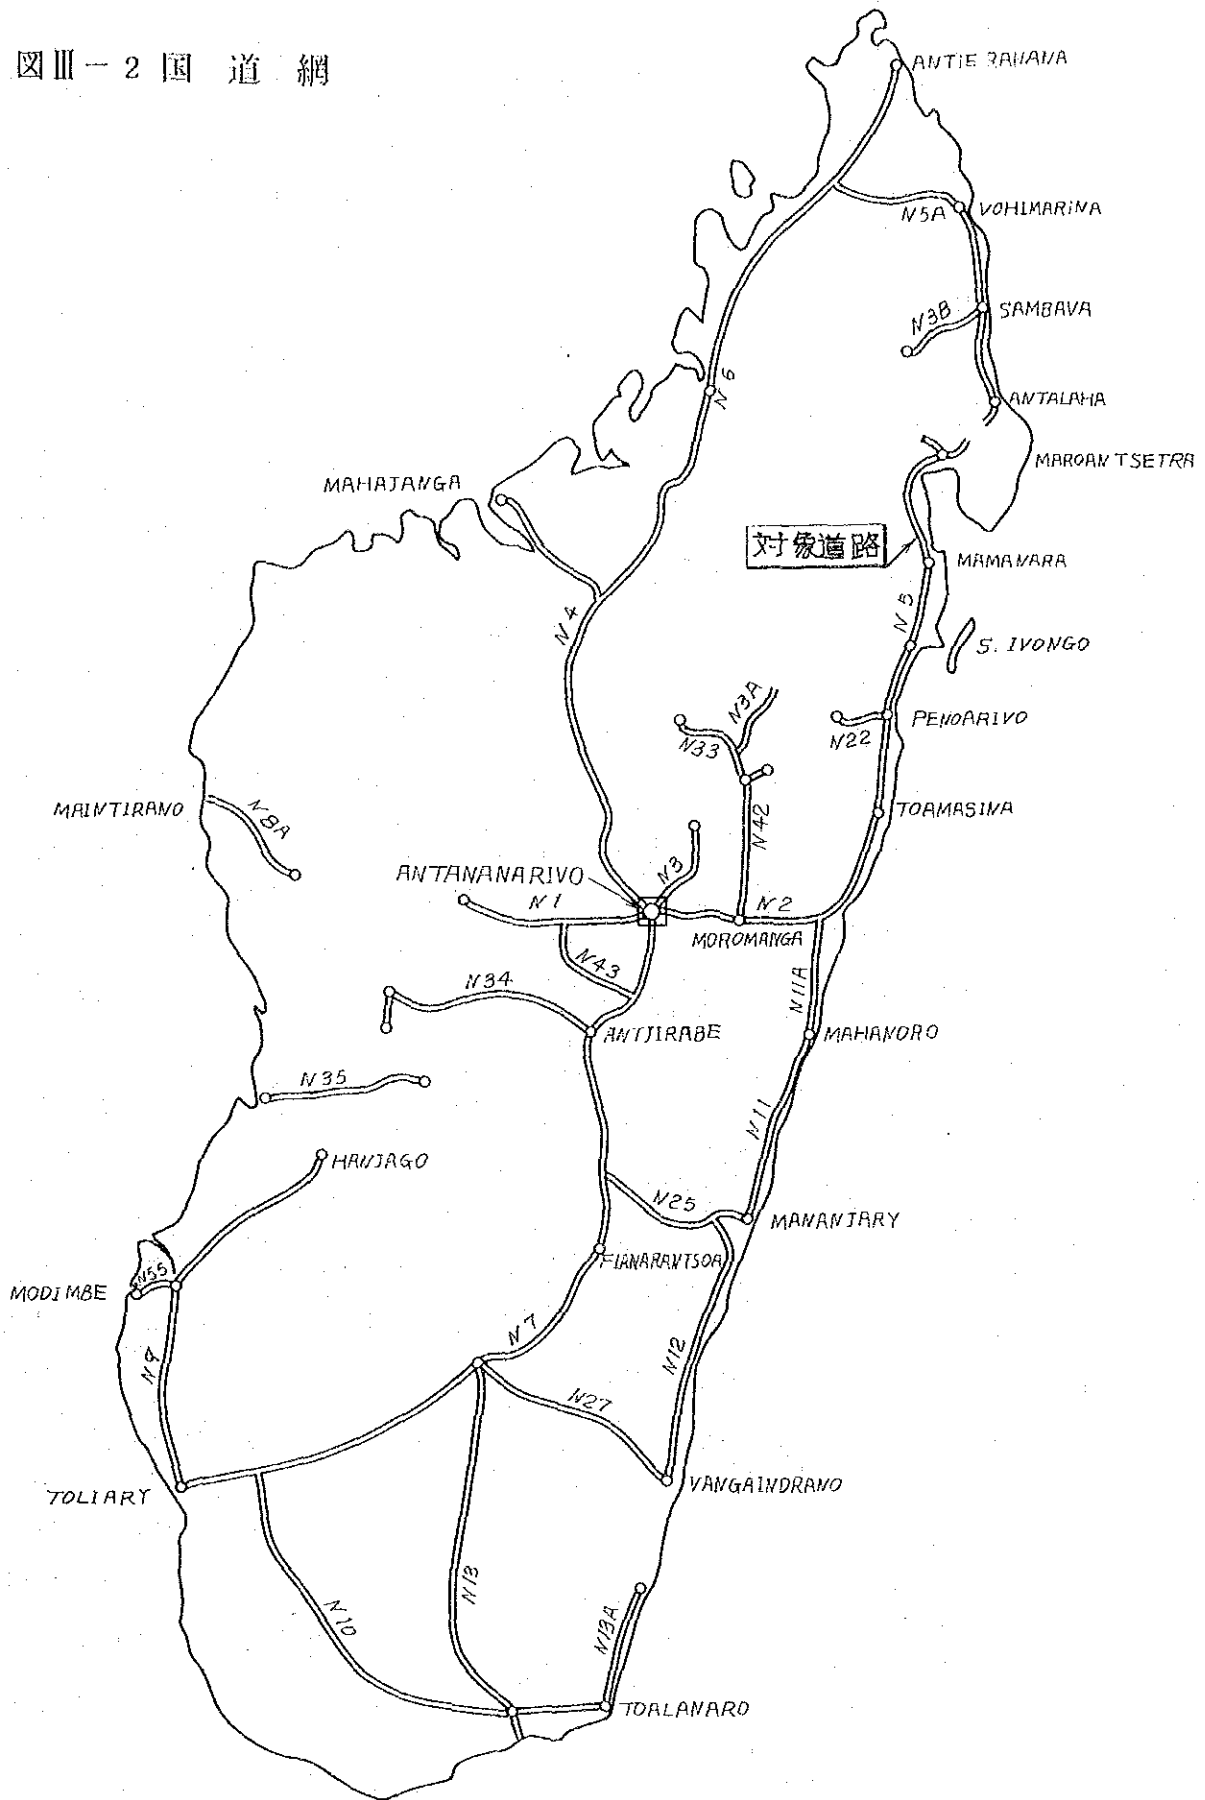 図Ⅲ－2 国道網
ANTIE RANANA
N5A
VOHIMARINA
N3B
SAMBAVA
N6
ANTALAHA
MAROANTSETRA
MAHAJANGA
対象道路
MAMANARA
N4
N5
S. IVONGO
N3A
N33
N22
PENOARIVO
MAINTIRANO
N8A
N42
TOAMASINA
ANTANANARIVO
N3
N1
N2
MOROMANGA
N43
N34
N11A
ANTJIRABE
MAHANORO
N35
N11
HANJAGO
N25
MANANJARY
FIANARANTSOA
N55
MODIMBE
N7
N12
N9
N27
TOLIARY
VANGAINDRANO
N13
N10
N13A
TOALANARO